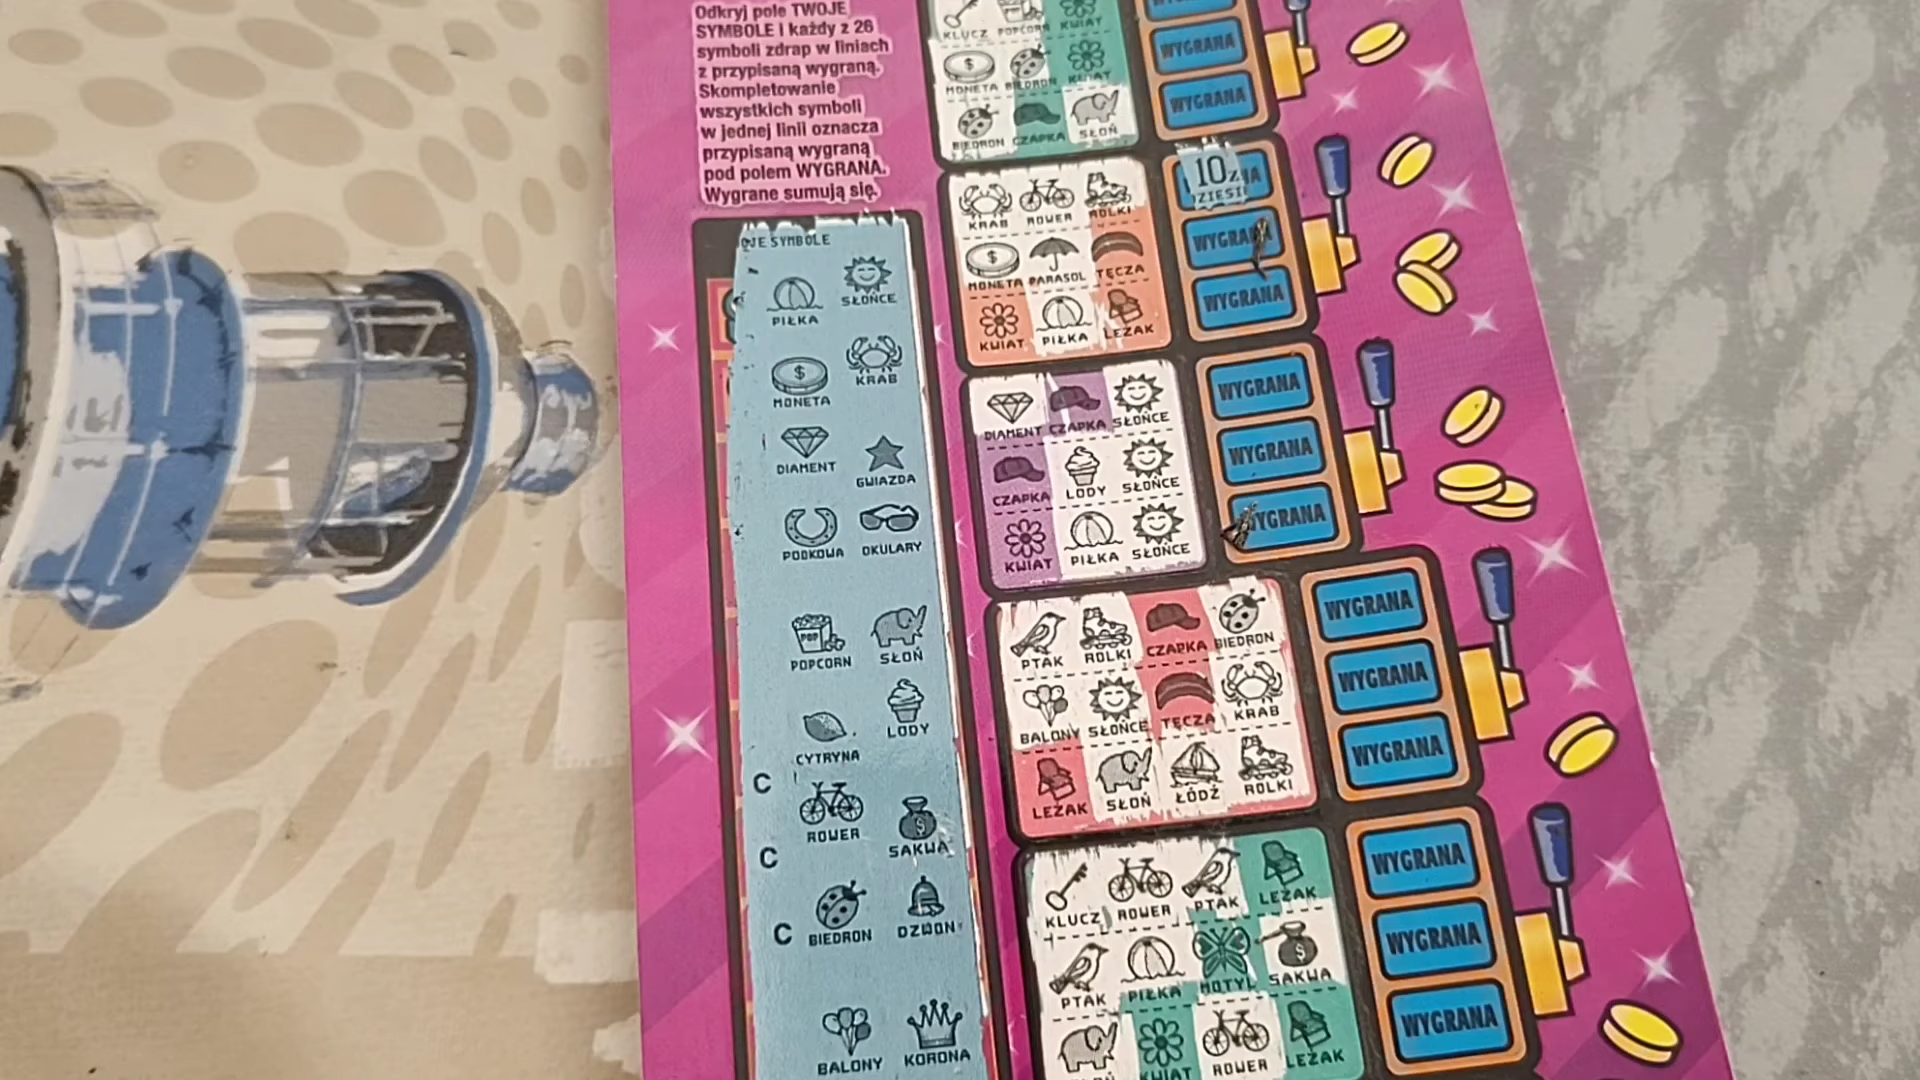 Odkryj pole TWOJE
SYMBOLE i każdy z 26
symboli zdrap w liniach
z przypisaną wygraną.
Skompletowanie
wszystkich symboli
w jednej linii oznacza
przypisaną wygraną
pod polem WYGRANA.
Wygrane sumują się.
OJE SYMBOLE
PIŁKA SŁOŃCE
MONETA KRAB
DIAMENT GWIAZDA
PODKOWA OKULARY
POP
POPCORN SŁOŃ
CYTRYNA LODY
C
ROWER SAKWA
C
C BIEDRON DZWON
BALONY KORONA
KLUCZ POPCORN KWIAT
MONETA BIEDRON KWIAT
BIEDRON CZAPKA SŁOŃ
WYGRANA
WYGRANA
KRAB ROWER ROLKI
MONETA PARASOL TĘCZA
KWIAT PIŁKA LEŻAK
10
WYGRANA
WYGRANA
DIAMENT CZAPKA SŁOŃCE
CZAPKA LODY SŁOŃCE
KWIAT PIŁKA SŁOŃCE
WYGRANA
WYGRANA
WYGRANA
PTAK ROLKI CZAPKA BIEDRON
BALONY SŁOŃCE TĘCZA KRAB
LEŻAK SŁOŃ ŁÓDŹ ROLKI
WYGRANA
WYGRANA
WYGRANA
KLUCZ ROWER PTAK LEŻAK
PTAK PIŁKA MOTYL SAKWA
SŁOŃ KWIAT ROWER LEŻAK
WYGRANA
WYGRANA
WYGRANA